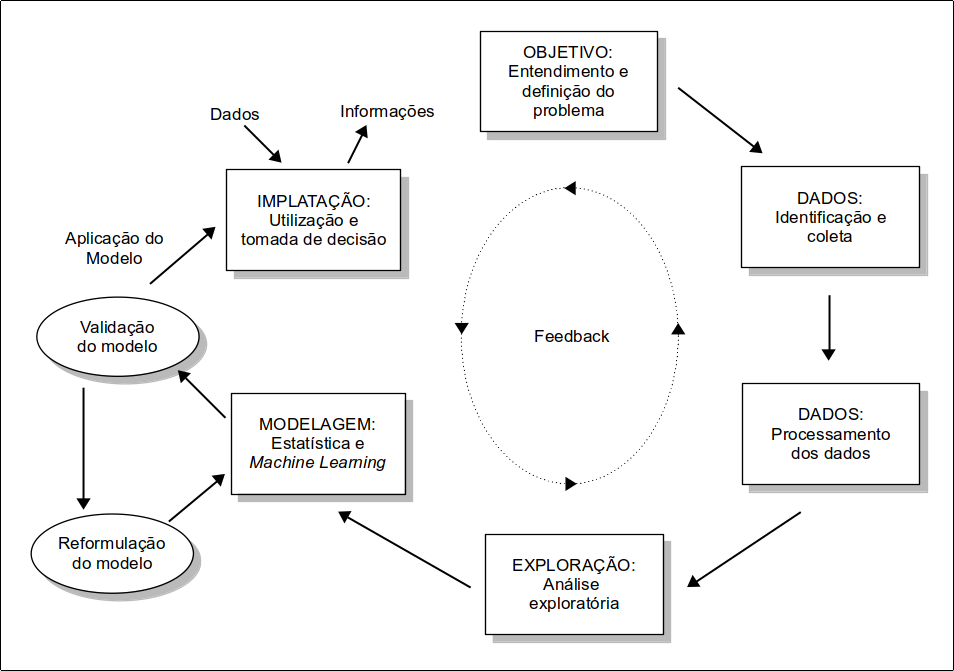 OBJETIVO:
Entendimento e
definição do
problema
DADOS:
Identificação e
coleta
DADOS:
Processamento
dos dados
EXPLORAÇÃO:
Análise
exploratória
MODELAGEM:
Estatística e
Machine Learning
Validação
do modelo
Reformulação
do modelo
Aplicação do
Modelo
IMPLATAÇÃO:
Utilização e
tomada de decisão
Dados
Informações
Feedback